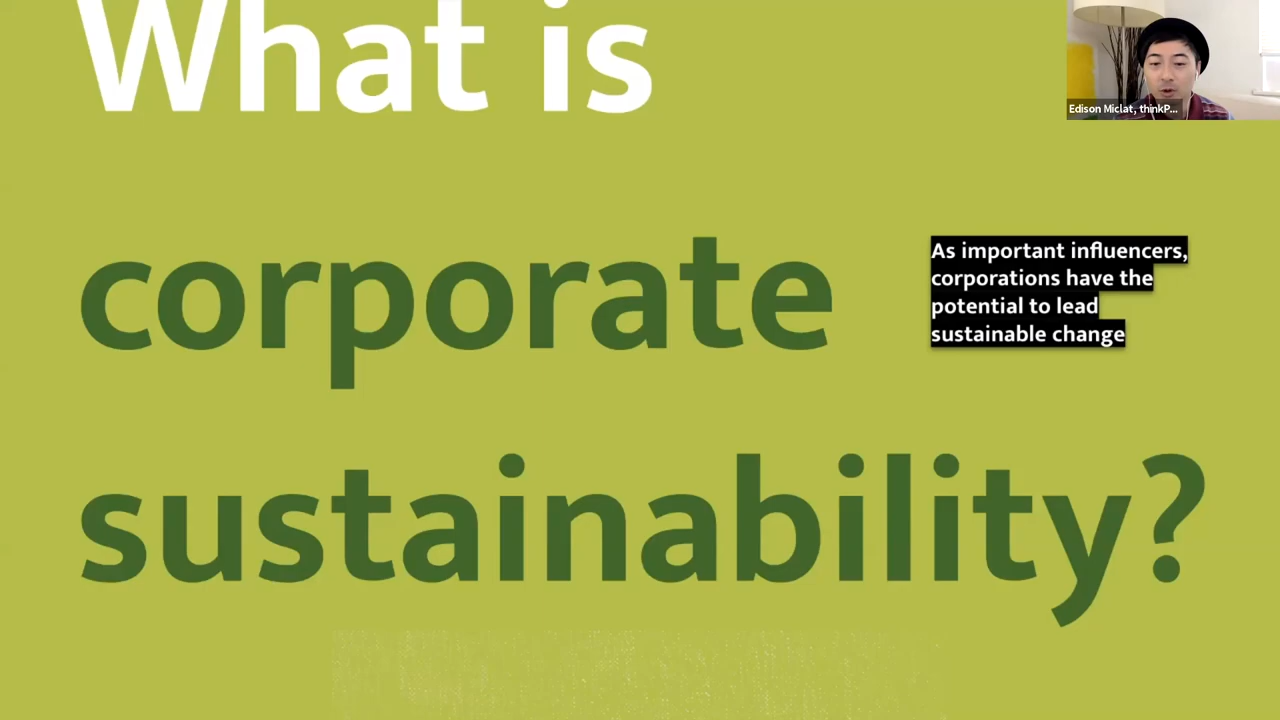 What is
Edison Miclat, thinkP...
corporate
As important influencers,
corporations have the
potential to lead
sustainable change
sustainability?